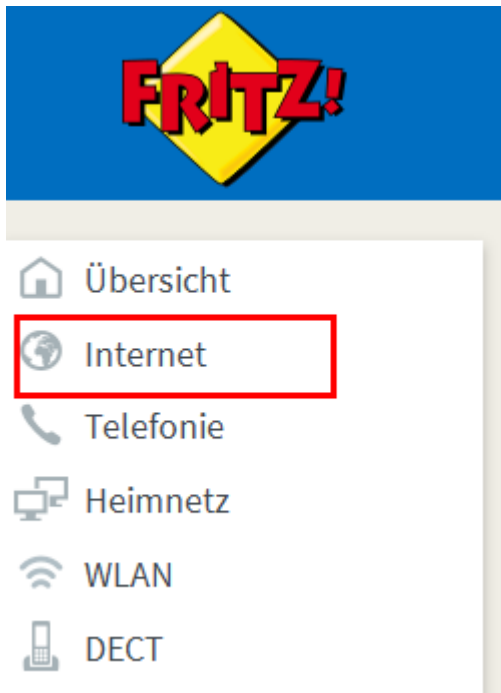 FRITZ!
Übersicht
Internet
Telefonie
Heimnetz
WLAN
DECT